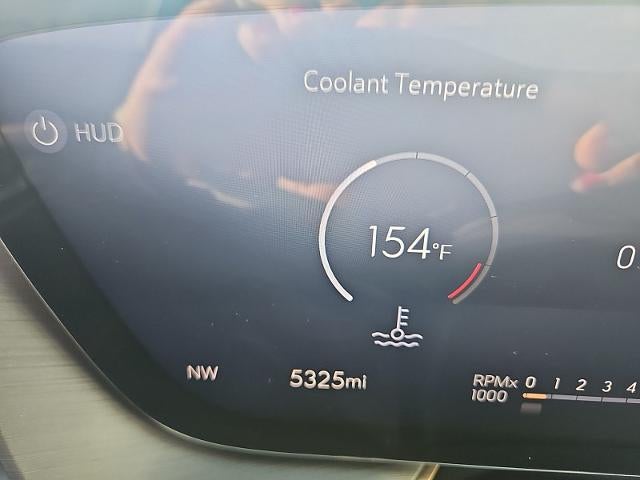 Coolant Temperature
HUD
154°F
NW
5325mi
RPMx 0 1 2 3 4
1000